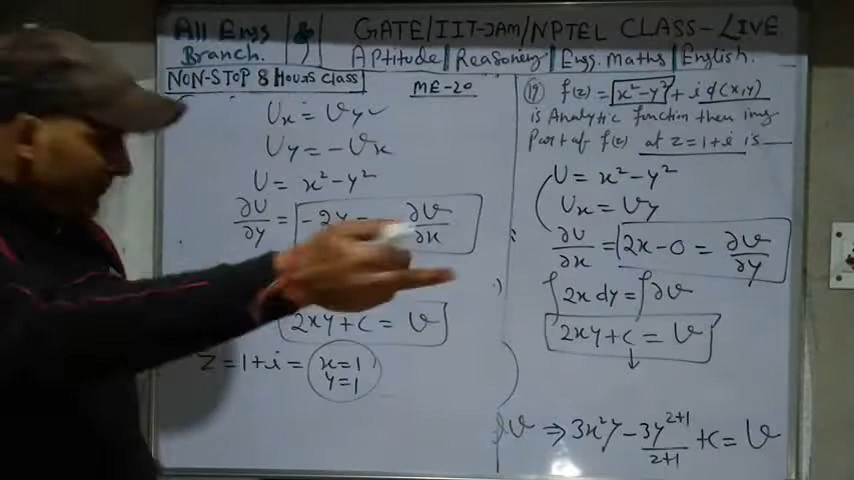 All Engg & GATE/IIT-JAM/NPTEL CLASS-LIVE
Branch. Aptitude | Reasoning | Engg. Maths | English.
NON-STOP 8 Hours Class
ME-20
Ux = Vy
Uy = -Vx
U = x²-y²
∂U/∂y = -2y = ∂V/∂x
2xy+c = V
Z = 1+i = x=1
y=1
19 f(z) = x²-y² + i φ(x,y)
is Analytic function then img
Part of f(z) at z=1+i is
U = x²-y²
Ux = Vy
∂U/∂x = 2x-0 = ∂V/∂y
∫2x dy = ∫∂V
2xy+c = V
V ⇒ 3x²y - 3y^(2+1)/(2+1) + c = V